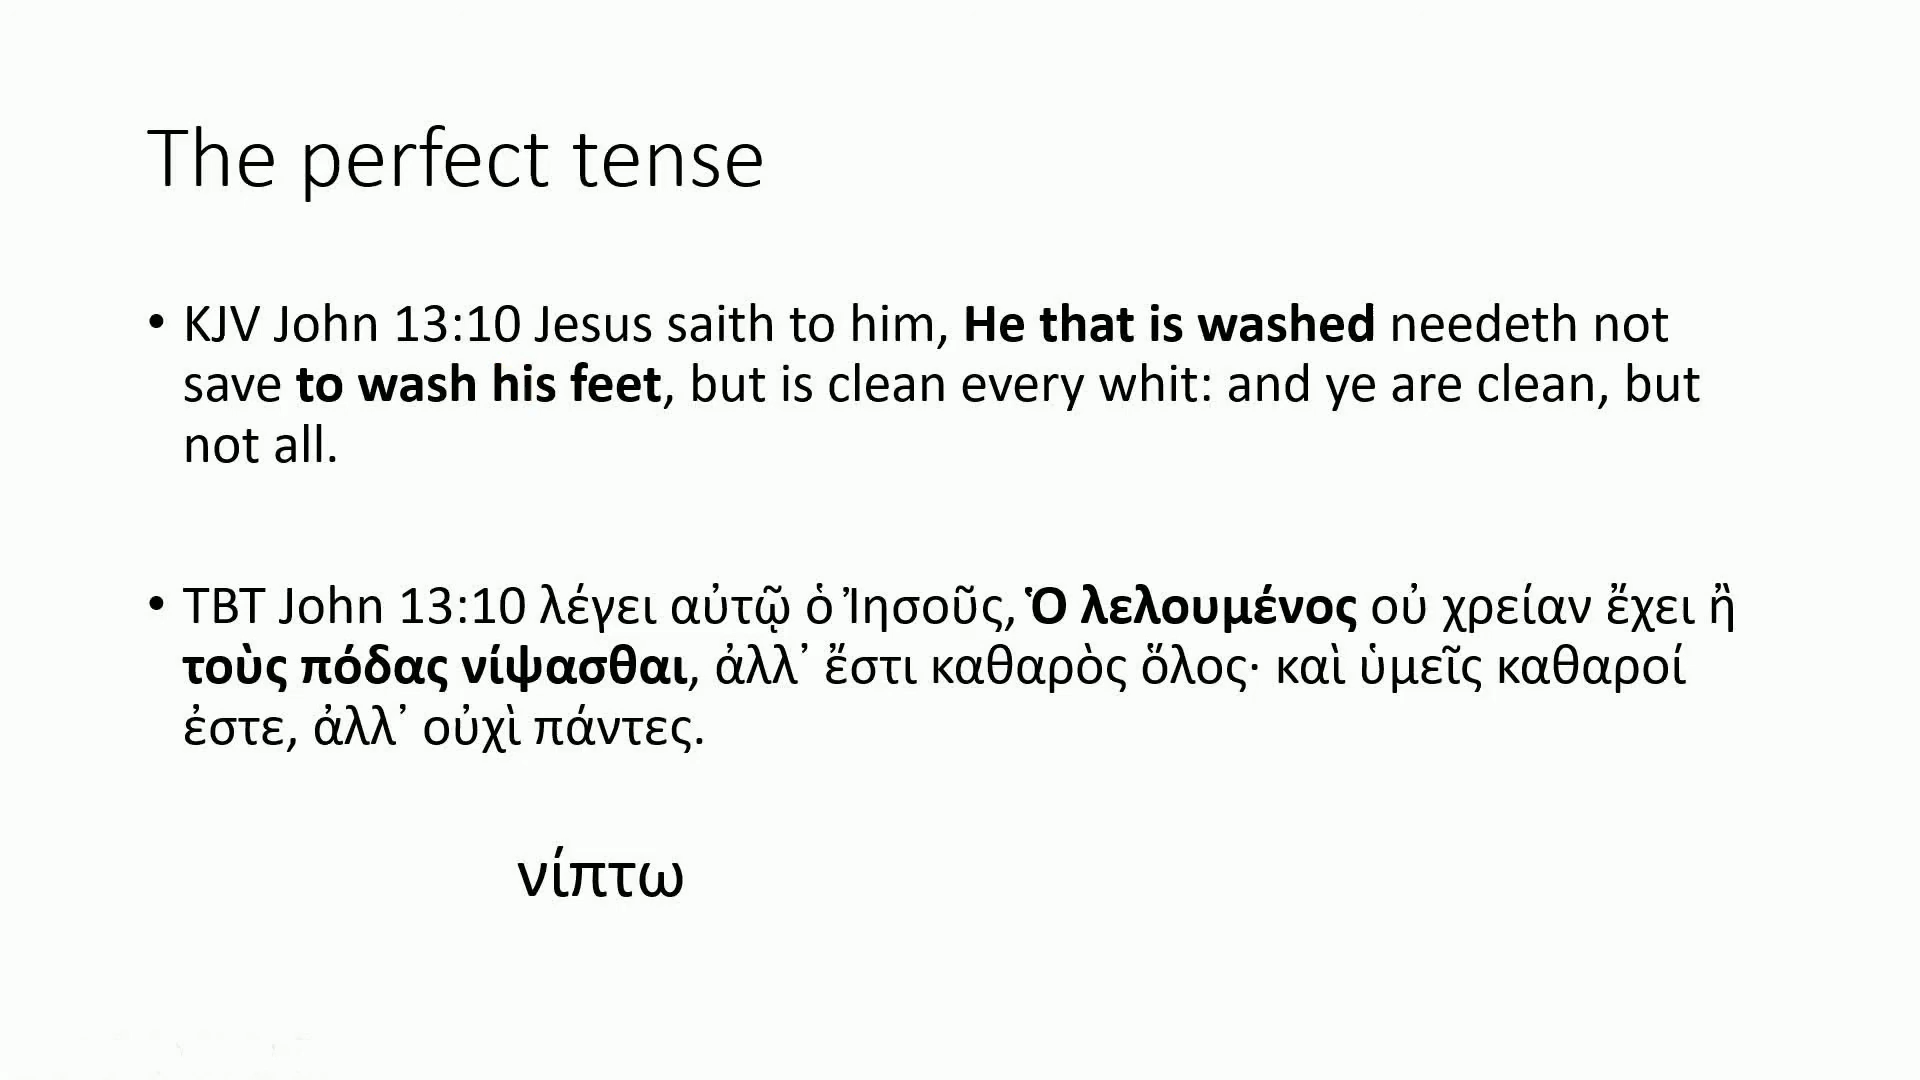 The perfect tense
• KJV John 13:10 Jesus saith to him, He that is washed needeth not
save to wash his feet, but is clean every whit: and ye are clean, but
not all.
• TBT John 13:10 λέγει αὐτῷ ὁ Ἰησοῦς, Ὁ λελουμένος οὐ χρείαν ἔχει ἢ
τοὺς πόδας νίψασθαι, ἀλλ᾽ ἔστι καθαρὸς ὅλος· καὶ ὑμεῖς καθαροί
ἐστε, ἀλλ᾽ οὐχὶ πάντες.
νίπτω